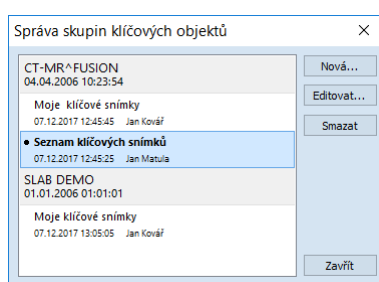 Správa skupin klíčových objektů
CT-MR^FUSION
04.04.2006 10:23:54
Moje klíčové snímky
07.12.2017 12:45:45 Jan Kovář
Seznam klíčových snímků
07.12.2017 12:45:25 Jan Matula
SLAB DEMO
01.01.2006 01:01:01
Moje klíčové snímky
07.12.2017 13:05:05 Jan Kovář
Nová...
Editovat...
Smazat
Zavřít